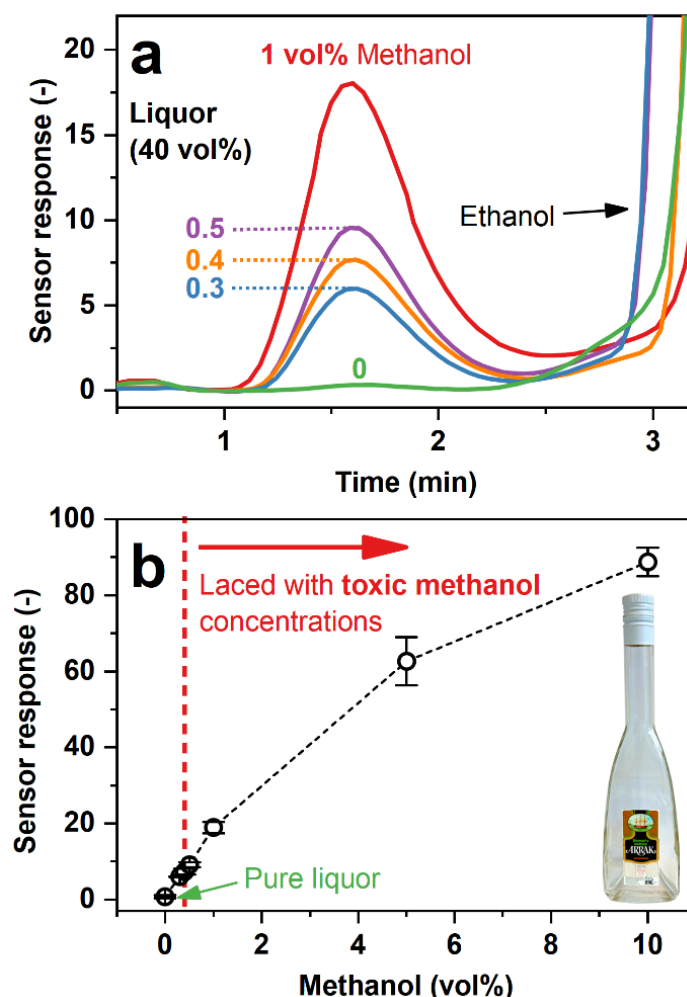 a
1 vol% Methanol
Liquor
(40 vol%)
Ethanol
0.5
0.4
0.3
0
Sensor response (-)
0
5
10
15
20
1
2
3
Time (min)
b
Laced with toxic methanol
concentrations
Pure liquor
ARRAK
Sensor response (-)
0
20
40
60
80
100
0
2
4
6
8
10
Methanol (vol%)